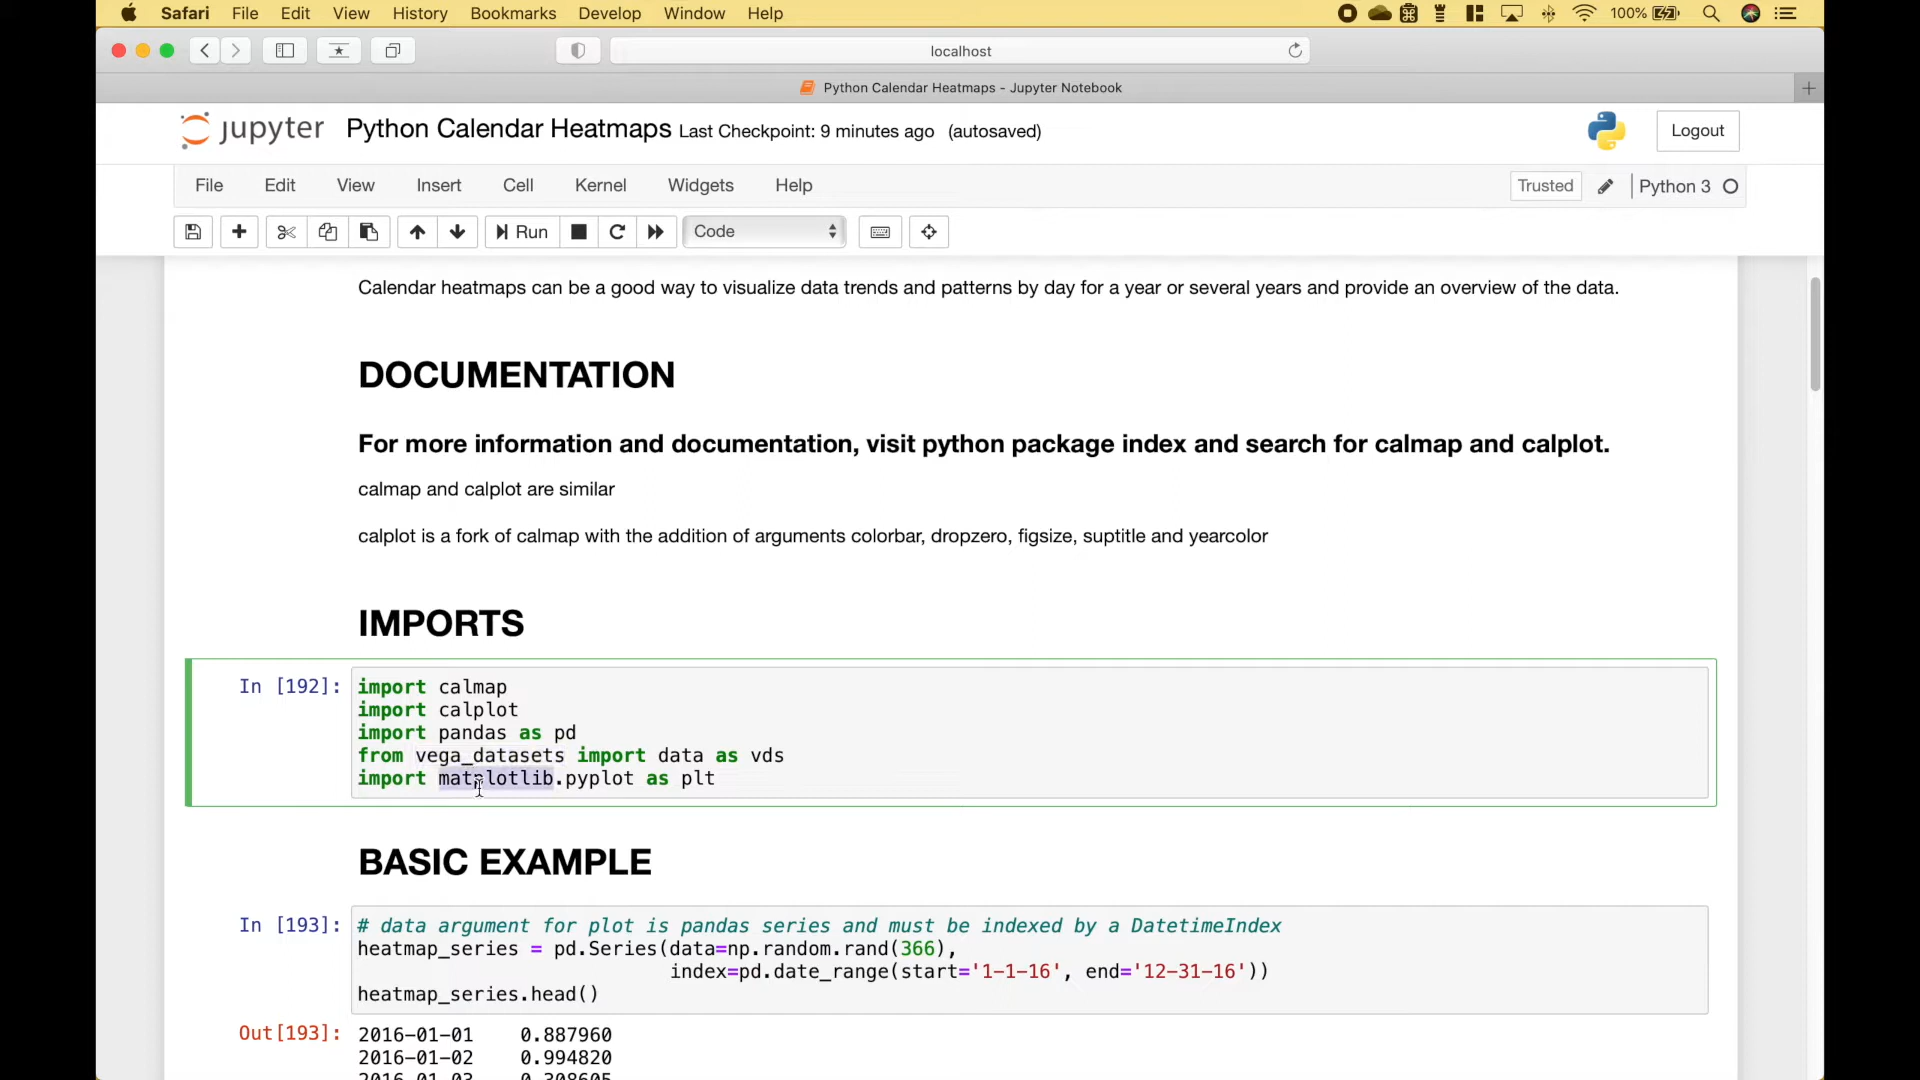 Safari File Edit View History Bookmarks Develop Window Help 100%
localhost
Python Calendar Heatmaps - Jupyter Notebook
jupyter Python Calendar Heatmaps Last Checkpoint: 9 minutes ago (autosaved) Logout
File Edit View Insert Cell Kernel Widgets Help Trusted Python 3
Run Code
Calendar heatmaps can be a good way to visualize data trends and patterns by day for a year or several years and provide an overview of the data.
DOCUMENTATION
For more information and documentation, visit python package index and search for calmap and calplot.
calmap and calplot are similar
calplot is a fork of calmap with the addition of arguments colorbar, dropzero, figsize, suptitle and yearcolor
IMPORTS
In [192]: import calmap
import calplot
import pandas as pd
from vega_datasets import data as vds
import matplotlib.pyplot as plt
BASIC EXAMPLE
In [193]: # data argument for plot is pandas series and must be indexed by a DatetimeIndex
heatmap_series = pd.Series(data=np.random.rand(366),
index=pd.date_range(start='1-1-16', end='12-31-16'))
heatmap_series.head()
Out[193]: 2016-01-01 0.887960
2016-01-02 0.994820
2016-01-03 0.308605